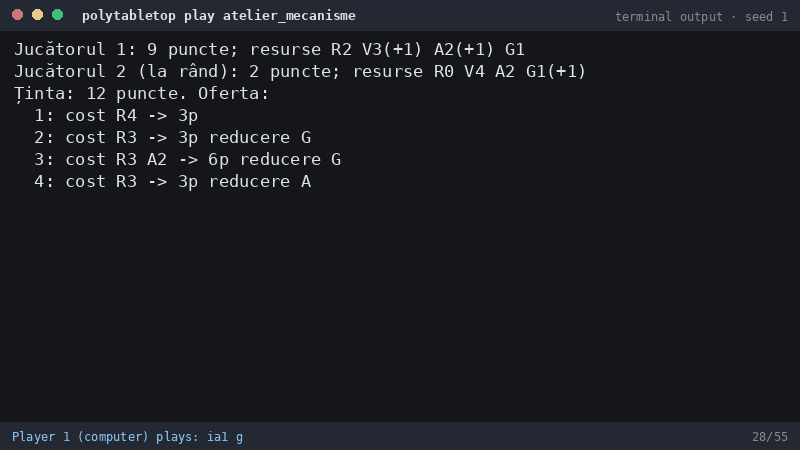 polytabletop play atelier_mecanisme
terminal output · seed 1
Jucătorul 1: 9 puncte; resurse R2 V3(+1) A2(+1) G1
Jucătorul 2 (la rând): 2 puncte; resurse R0 V4 A2 G1(+1)
Ținta: 12 puncte. Oferta:
1: cost R4 -> 3p
2: cost R3 -> 3p reducere G
3: cost R3 A2 -> 6p reducere G
4: cost R3 -> 3p reducere A
Player 1 (computer) plays: ia1 g
28/55